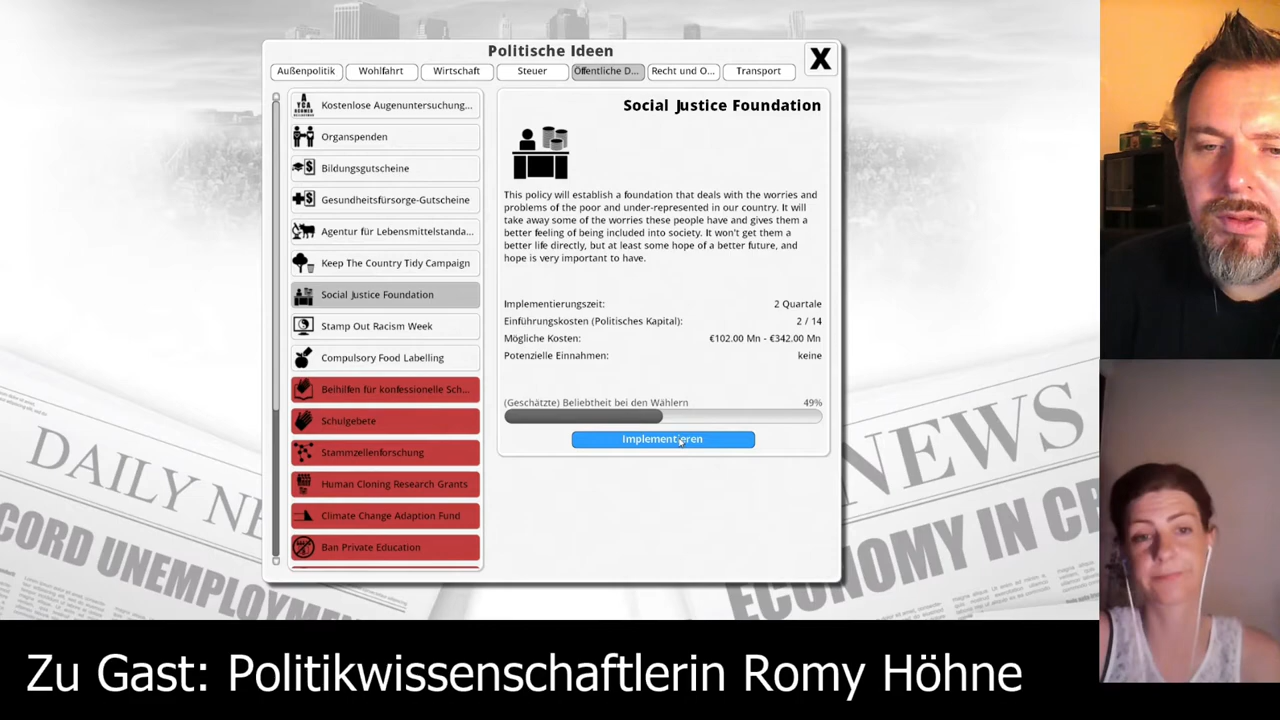 Politische Ideen
X
Außenpolitik
Wohlfahrt
Wirtschaft
Steuer
Öffentliche D...
Recht und O...
Transport
Kostenlose Augenuntersuchung...
Organspenden
Bildungsgutscheine
Gesundheitsfürsorge-Gutscheine
Agentur für Lebensmittelstanda...
Keep The Country Tidy Campaign
Social Justice Foundation
Stamp Out Racism Week
Compulsory Food Labelling
Beihilfen für konfessionelle Sch...
Schulgebete
Stammzellenforschung
Human Cloning Research Grants
Climate Change Adaption Fund
Ban Private Education
Social Justice Foundation
This policy will establish a foundation that deals with the worries and
problems of the poor and under-represented in our country. It will
take away some of the worries these people have and gives them a
better feeling of being included into society. It won't get them a
better life directly, but at least some hope of a better future, and
hope is very important to have.
Implementierungszeit: 2 Quartale
Einführungskosten (Politisches Kapital): 2 / 14
Mögliche Kosten: €102.00 Mn - €342.00 Mn
Potenzielle Einnahmen: keine
(Geschätzte) Beliebtheit bei den Wählern 49%
Implementieren
DAILY NE
CORD UNEMPLOYME
NEWS
ECONOMY IN CR
Zu Gast: Politikwissenschaftlerin Romy Höhne